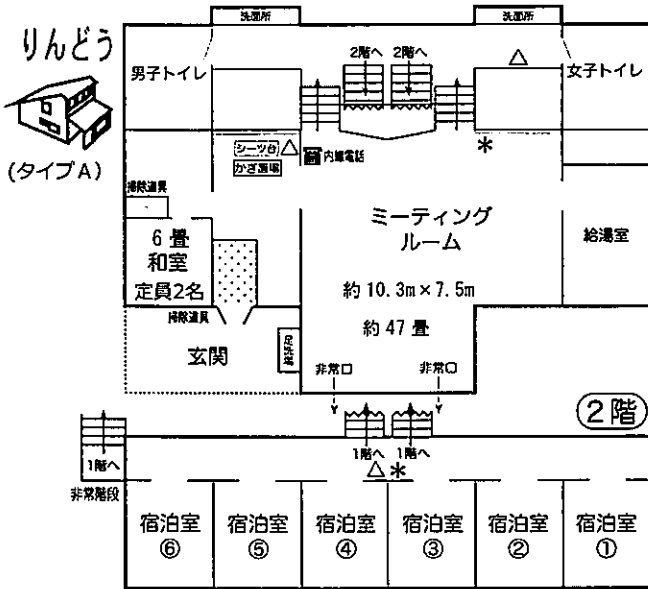 りんどう
(タイプA)
洗面所
洗面所
男子トイレ
2階へ
2階へ
女子トイレ
△
シーツ台
△
内線電話
*
かぎ置場
掃除道具
6畳
和室
定員2名
ミーティング
ルーム
約10.3m×7.5m
約47畳
給湯室
掃除道具
玄関
非常口
非常口
2階
1階へ
非常階段
1階へ
1階へ
△
*
宿泊室
⑥
宿泊室
⑤
宿泊室
④
宿泊室
③
宿泊室
②
宿泊室
①